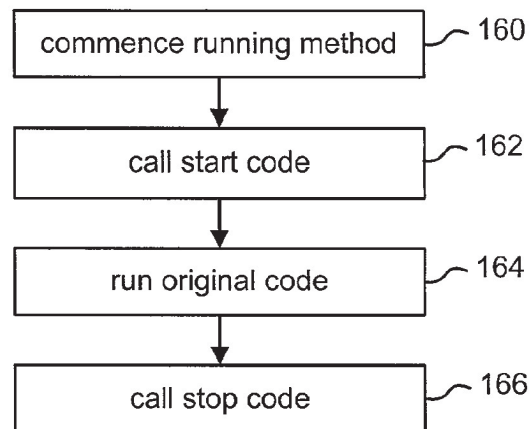 commence running method 160
call start code 162
run original code 164
call stop code 166